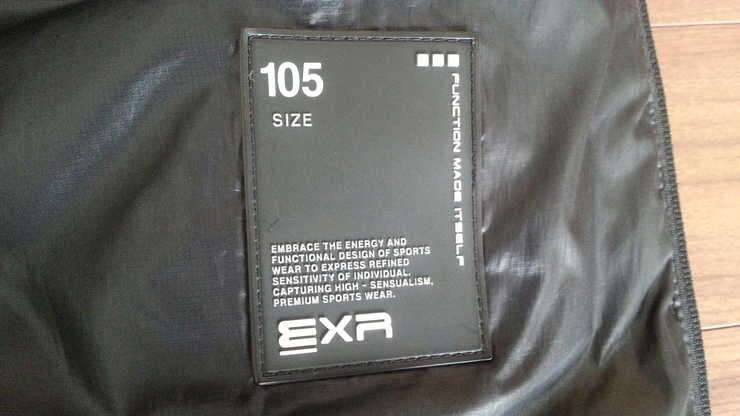 105
SIZE
FUNCTION MADE ITSELF
EMBRACE THE ENERGY AND
FUNCTIONAL DESIGN OF SPORTS
WEAR TO EXPRESS REFINED
SENSITIVITY OF INDIVIDUAL.
CAPTURING HIGH - SENSUALISM,
PREMIUM SPORTS WEAR.
EXR